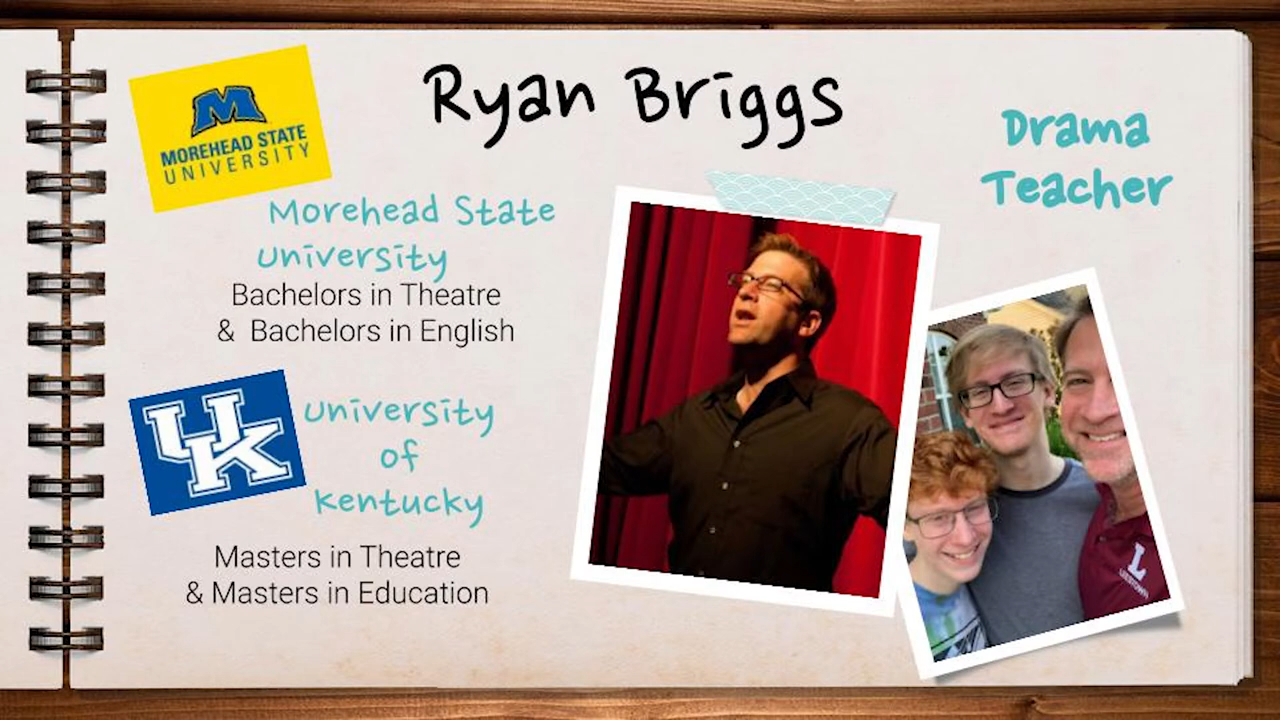 Ryan Briggs
Drama
Teacher
MOREHEAD STATE
UNIVERSITY
Morehead State
University
Bachelors in Theatre
& Bachelors in English
UK
University
of
Kentucky
Masters in Theatre
& Masters in Education
L